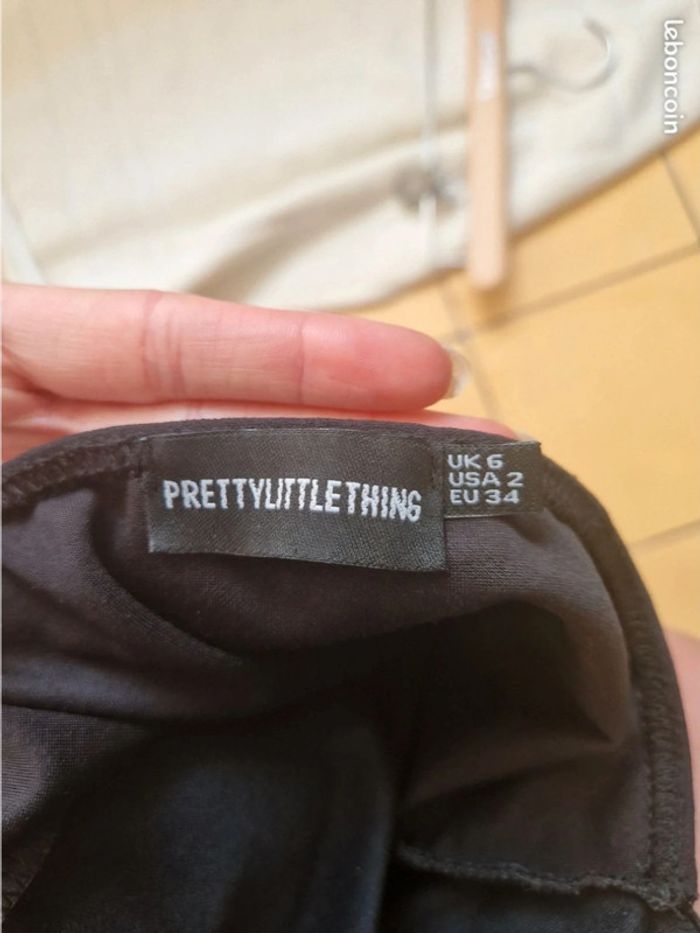 leboncoin
PRETTYLITTLETHING
UK 6
USA 2
EU 34